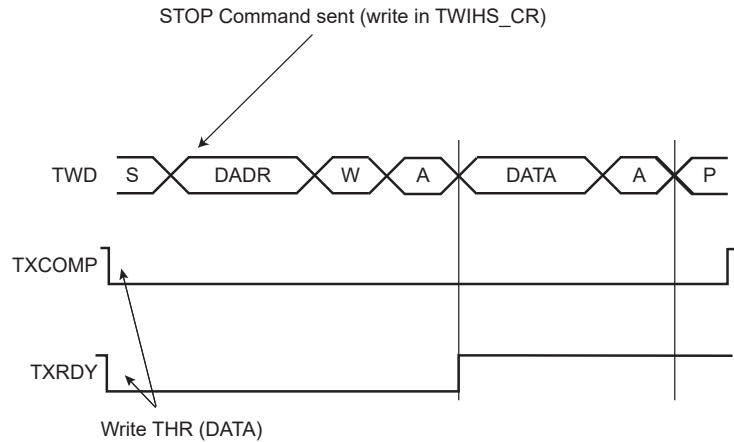 STOP Command sent (write in TWIHS_CR)
TWD S DADR W A DATA A P
TXCOMP
TXRDY
Write THR (DATA)